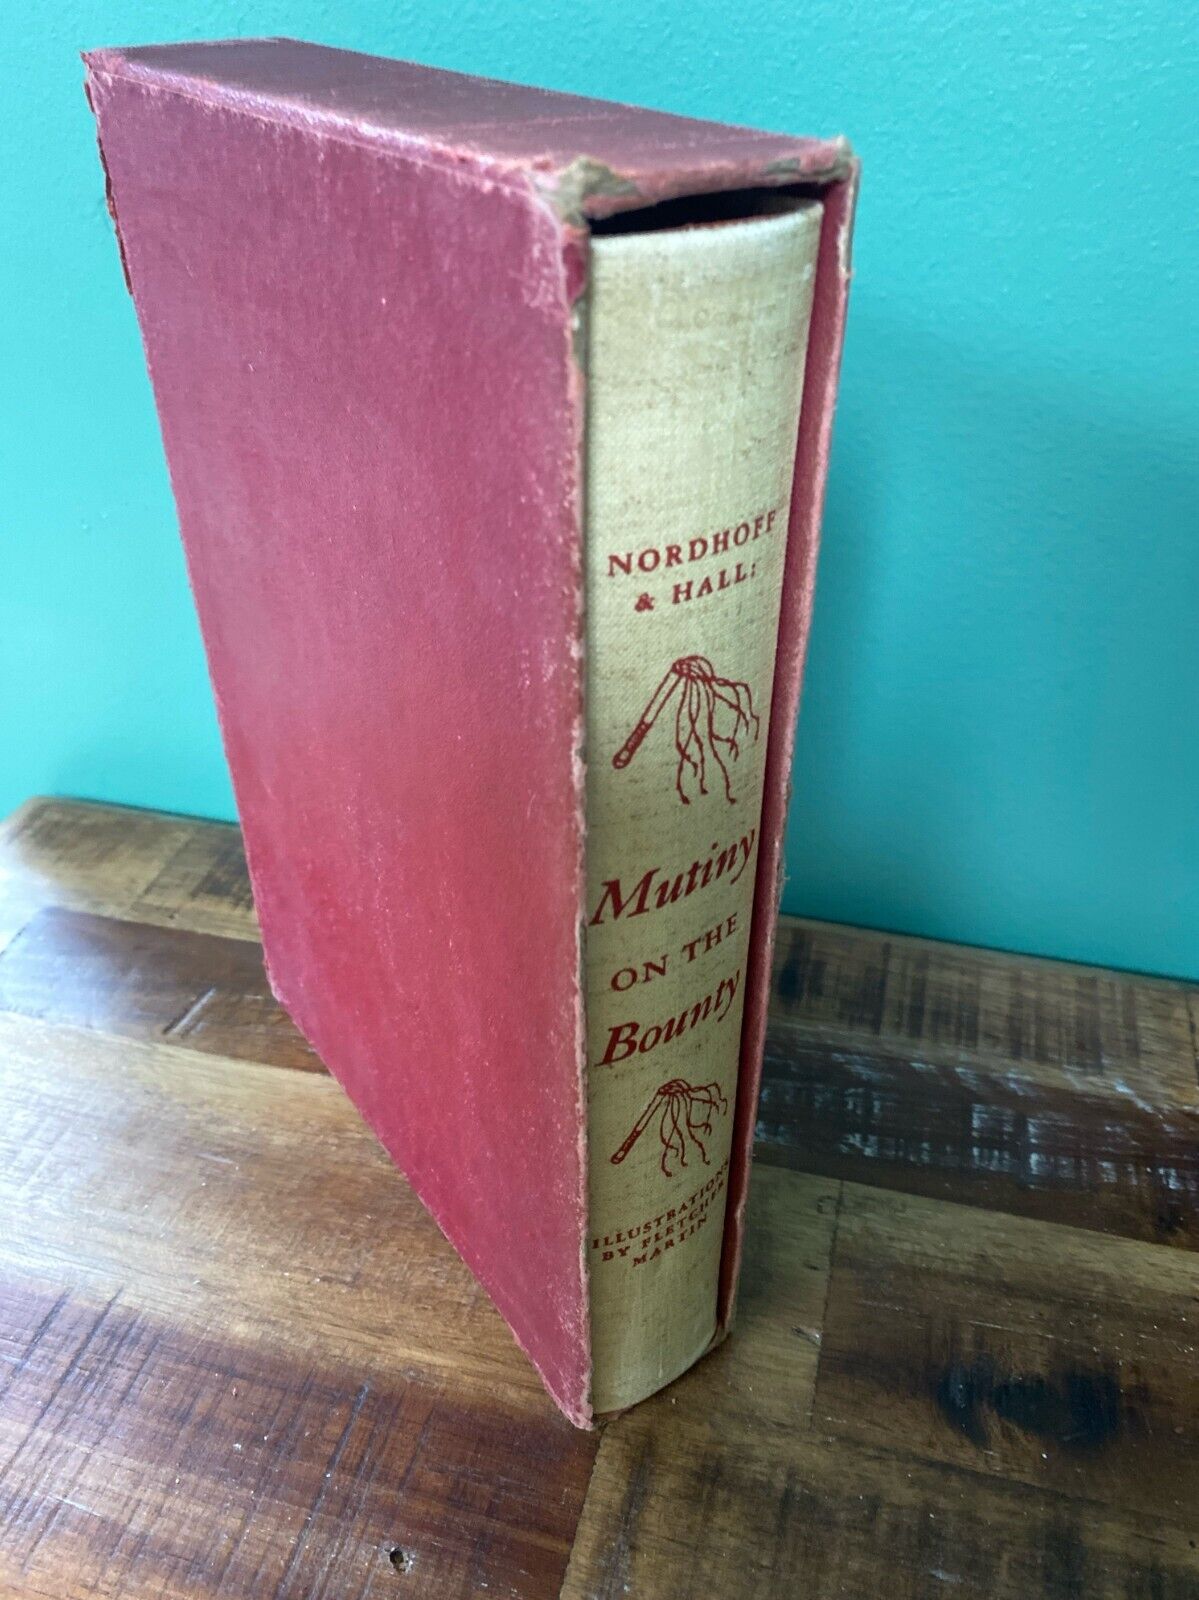 NORDHOFF
& HALL:
Mutiny
ON THE
Bounty
ILLUSTRATIONS
BY FLETCHER
MARTIN